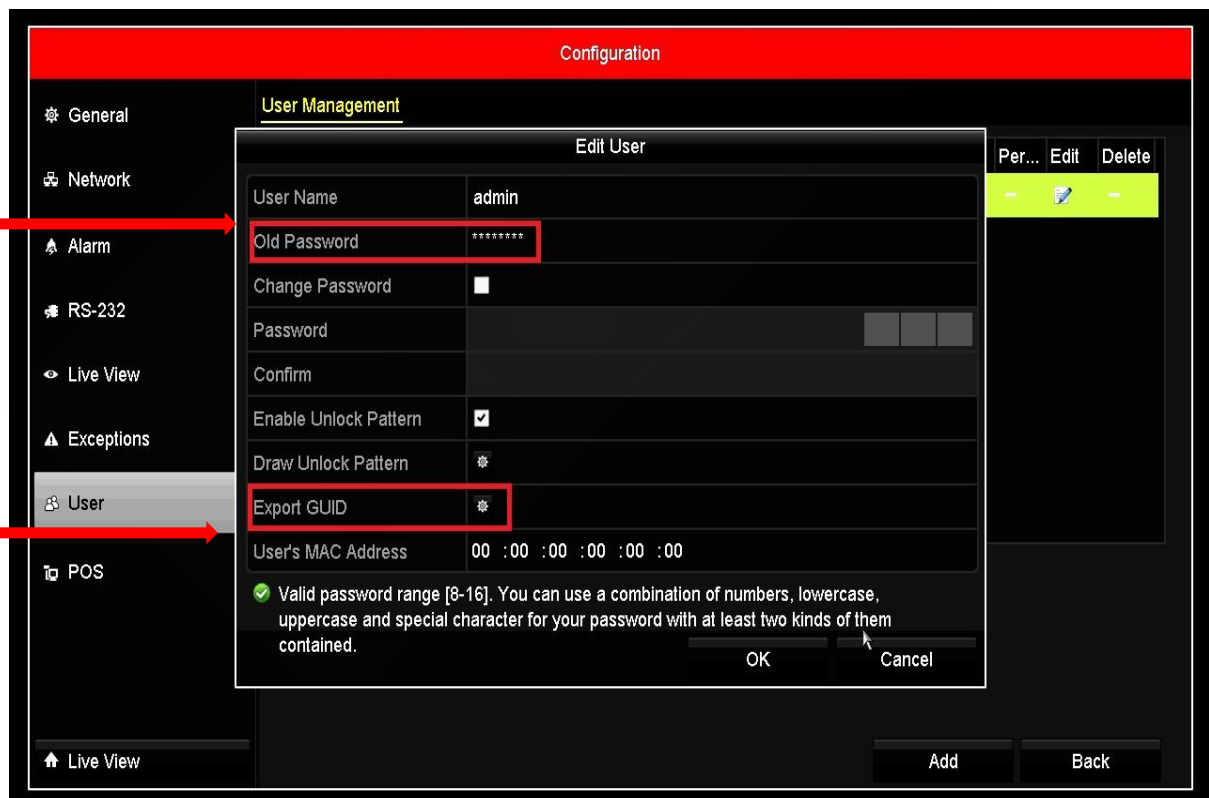 Configuration
General
User Management
Edit User
Per... Edit Delete
Network
User Name admin
Alarm
Old Password ********
Change Password
RS-232
Password
Live View
Confirm
Exceptions
Enable Unlock Pattern
Draw Unlock Pattern
User
Export GUID
User's MAC Address 00 :00 :00 :00 :00 :00
POS
Valid password range [8-16]. You can use a combination of numbers, lowercase,
uppercase and special character for your password with at least two kinds of them
contained.
OK Cancel
Live View
Add Back